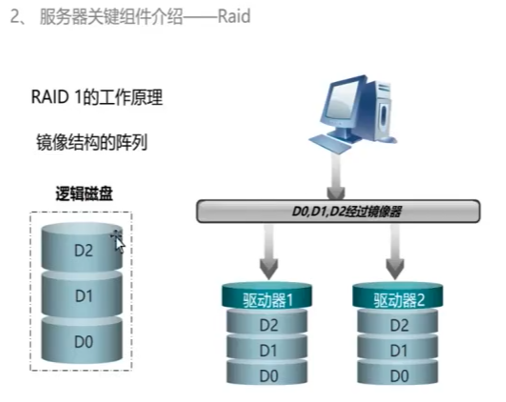 2、 服务器关键组件介绍——Raid
RAID 1的工作原理
镜像结构的阵列
逻辑磁盘
D2
D1
D0
D0,D1,D2经过镜像器
驱动器1
D2
D1
D0
驱动器2
D2
D1
D0